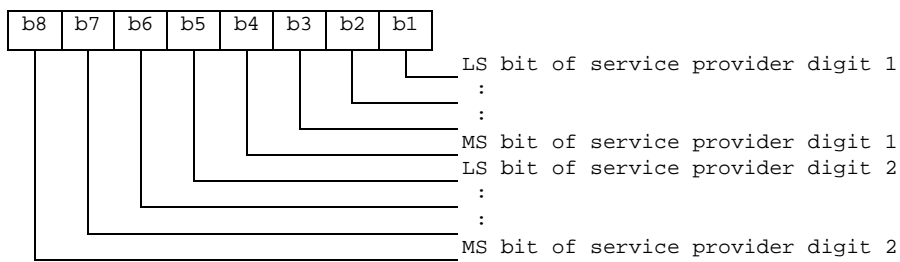 b8 b7 b6 b5 b4 b3 b2 b1
LS bit of service provider digit 1
:
:
MS bit of service provider digit 1
LS bit of service provider digit 2
:
:
MS bit of service provider digit 2